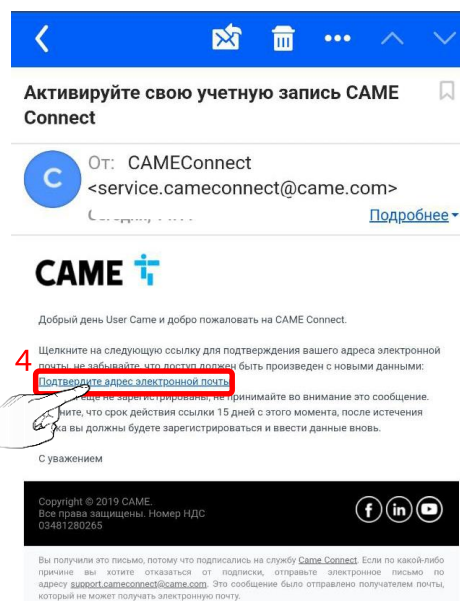 Активируйте свою учетную запись CAME
Connect
C
От: CAMEConnect
<service.cameconnect@came.com>
Подробнее
CAME
Добрый день User Came и добро пожаловать на CAME Connect.
Щелкните на следующую ссылку для подтверждения вашего адреса электронной
4
почты, не забывайте, что доступ должен быть произведен с новыми данными:
Подтвердите адрес электронной почты
еще не зарегистрированы, не принимайте во внимание это сообщение.
что срок действия ссылки 15 дней с этого момента, после истечения
вы должны будете зарегистрироваться и ввести данные вновь.
С уважением
Copyright © 2019 CAME.
Все права защищены. Номер НДС
03481280265
f in
Вы получили это письмо, потому что подписались на службу Came Connect. Если по какой-либо
причине вы хотите отказаться от подписки, отправьте электронное письмо по
адресу support.cameconnect@came.com. Это сообщение было отправлено получателем почты,
который не может получать электронную почту.